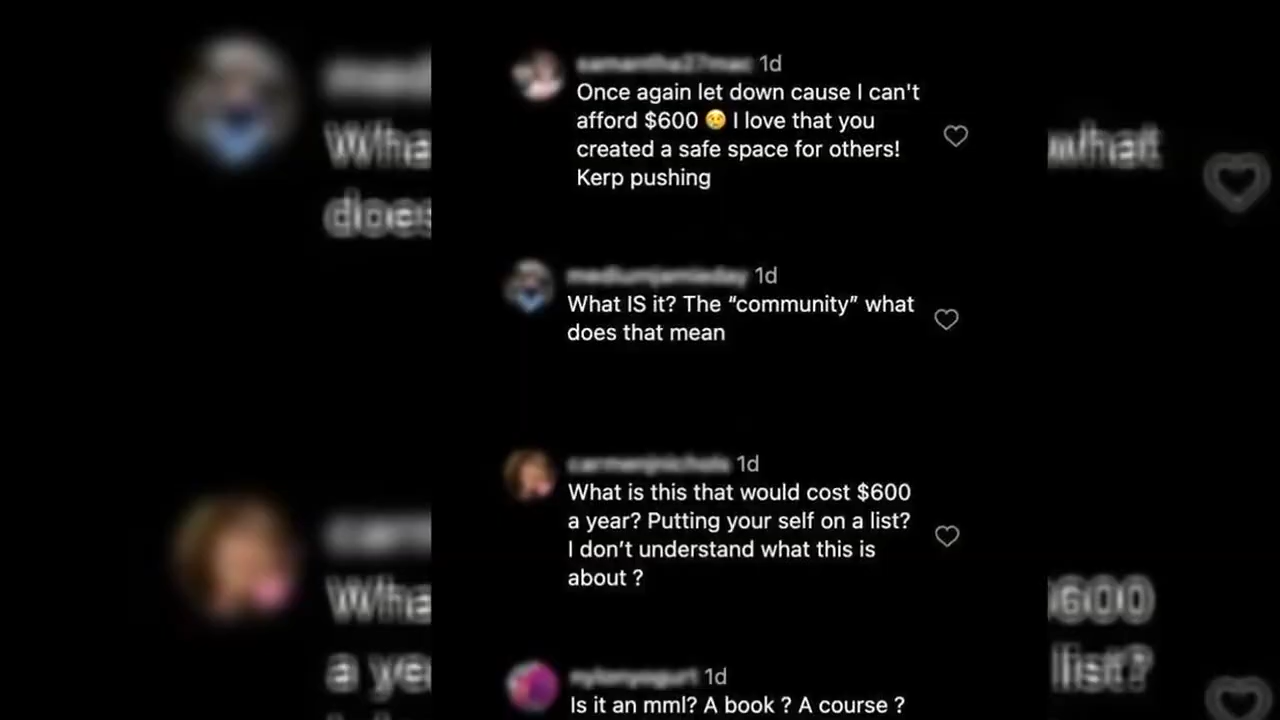 1d
Once again let down cause I can't
afford $600 😢 I love that you
created a safe space for others!
Kerp pushing
1d
What IS it? The “community” what
does that mean
1d
What is this that would cost $600
a year? Putting your self on a list?
I don’t understand what this is
about ?
1d
Is it an mml? A book ? A course ?